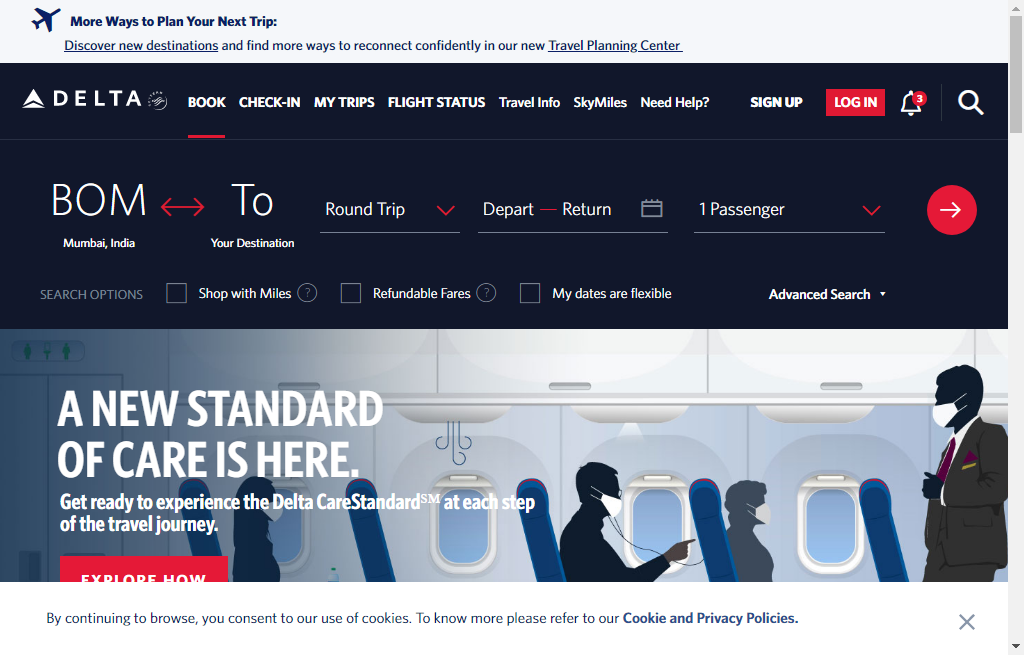 More Ways to Plan Your Next Trip:
Discover new destinations and find more ways to reconnect confidently in our new Travel Planning Center
DELTA BOOK CHECK-IN MY TRIPS FLIGHT STATUS Travel Info SkyMiles Need Help? SIGN UP LOG IN 3
BOM To
Round Trip Depart — Return 1 Passenger
Mumbai, India Your Destination
SEARCH OPTIONS Shop with Miles ? Refundable Fares ? My dates are flexible Advanced Search
A NEW STANDARD
OF CARE IS HERE.
Get ready to experience the Delta CareStandard℠ at each step
of the travel journey.
EXPLORE HOW
By continuing to browse, you consent to our use of cookies. To know more please refer to our Cookie and Privacy Policies.